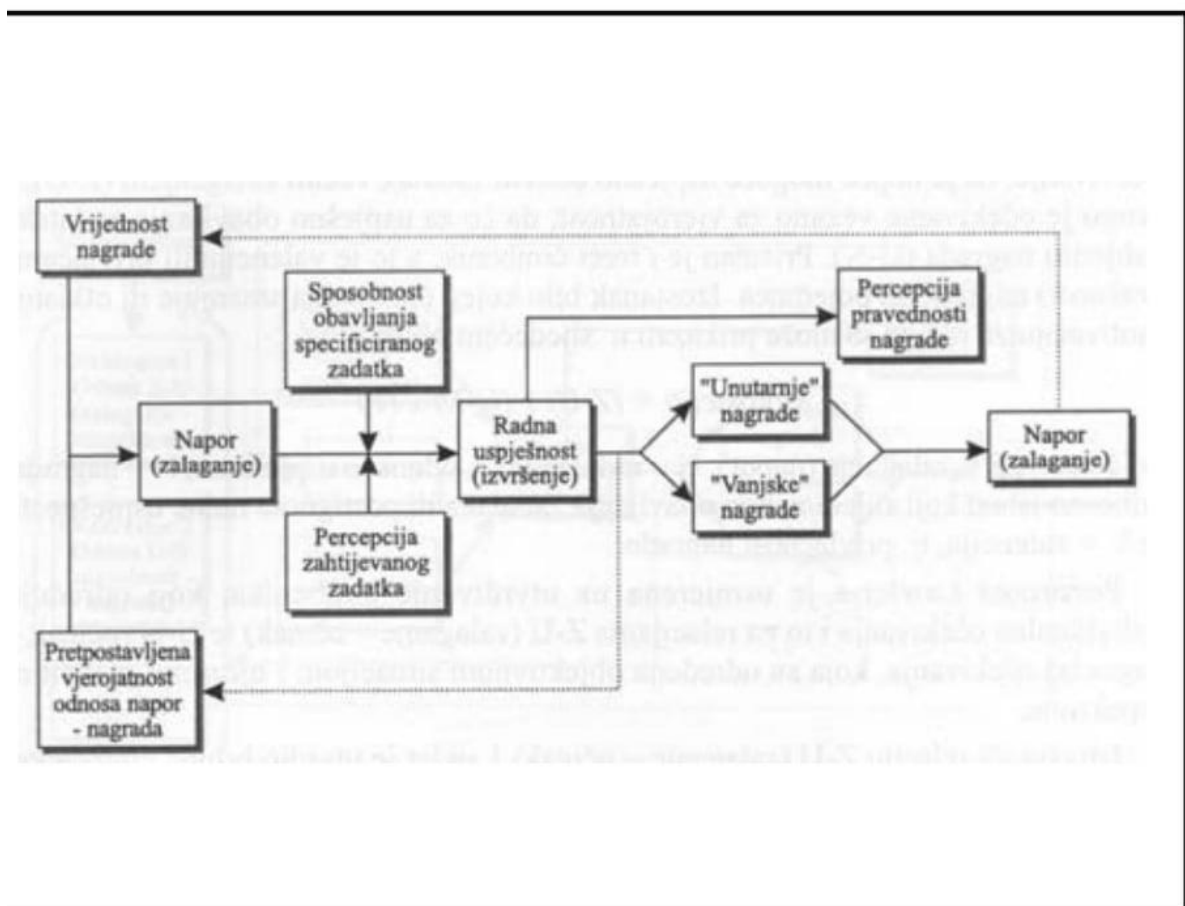 Vrijednost
nagrade
Sposobnost
obavljanja
specificiranog
zadatka
Percepcija
pravednosti
nagrade
"Unutarnje"
nagrade
Napor
(zalaganje)
Radna
uspješnost
(izvršenje)
Napor
(zalaganje)
"Vanjske"
nagrade
Percepcija
zahtijevanog
zadatka
Pretpostavljena
vjerojatnost
odnosa napor
- nagrada